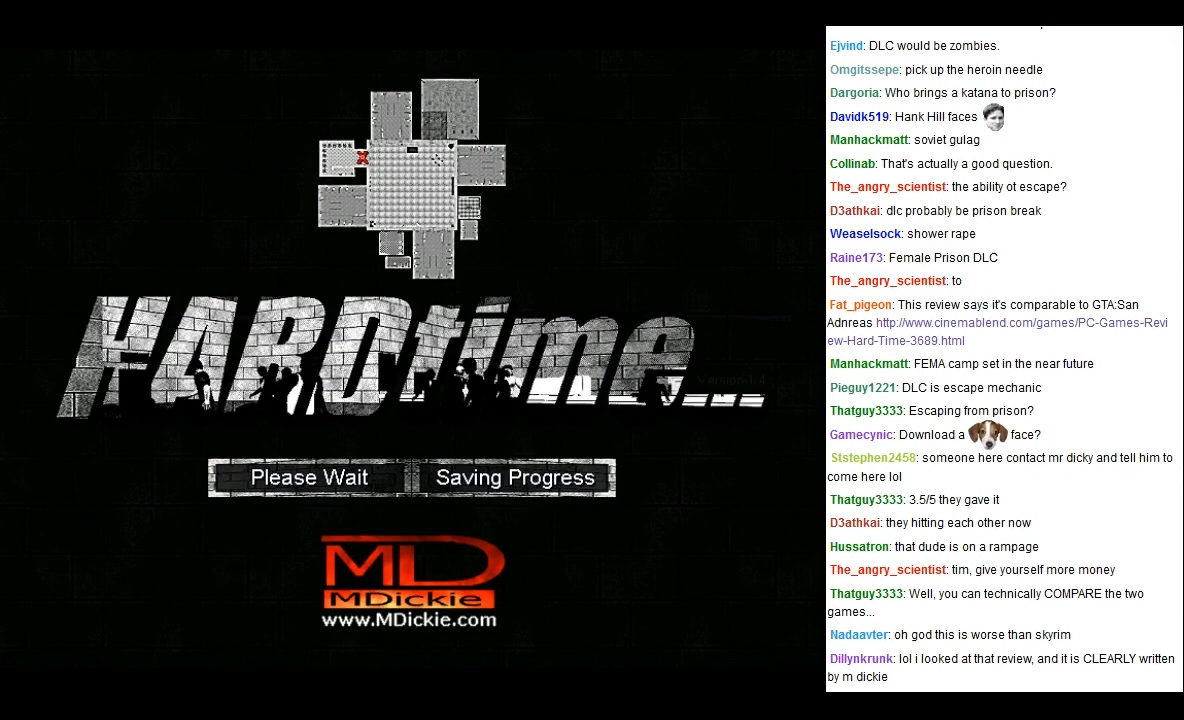 HARDtime...
Version 1.4
Please Wait
Saving Progress
MD
MDickie
www.MDickie.com
Ejvind: DLC would be zombies.
Omgitssepe: pick up the heroin needle
Dargoria: Who brings a katana to prison?
Davidk519: Hank Hill faces
Manhackmatt: soviet gulag
Collinab: That's actually a good question.
The_angry_scientist: the ability ot escape?
D3athkai: dlc probably be prison break
Weaselsock: shower rape
Raine173: Female Prison DLC
The_angry_scientist: to
Fat_pigeon: This review says it's comparable to GTA:San
Adnreas http://www.cinemablend.com/games/PC-Games-Revi
ew-Hard-Time-3689.html
Manhackmatt: FEMA camp set in the near future
Pieguy1221: DLC is escape mechanic
Thatguy3333: Escaping from prison?
Gamecynic: Download a face?
Ststephen2458: someone here contact mr dicky and tell him to
come here lol
Thatguy3333: 3.5/5 they gave it
D3athkai: they hitting each other now
Hussatron: that dude is on a rampage
The_angry_scientist: tim, give yourself more money
Thatguy3333: Well, you can technically COMPARE the two
games...
Nadaavter: oh god this is worse than skyrim
Dillynkrunk: lol i looked at that review, and it is CLEARLY written
by m dickie